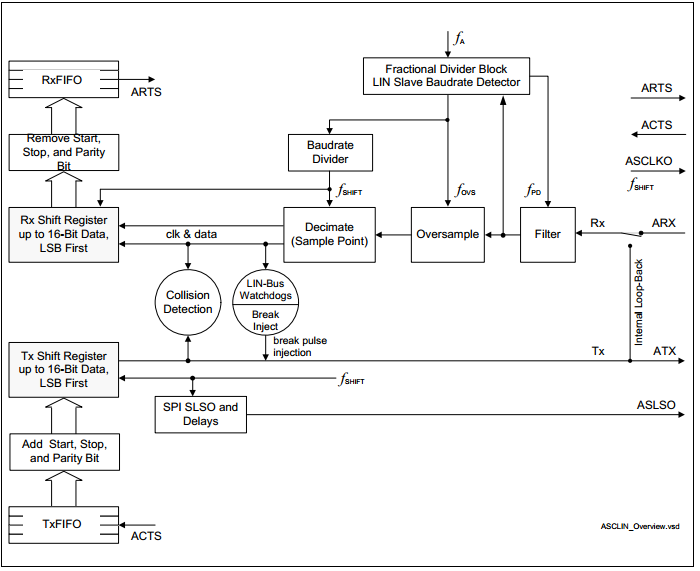 fA
Fractional Divider Block
LIN Slave Baudrate Detector
RxFIFO
ARTS
ARTS
ACTS
ASCLKO
fSHIFT
Remove Start,
Stop, and Parity
Bit
Baudrate
Divider
fSHIFT
fOVS
fPD
Rx Shift Register
up to 16-Bit Data,
LSB First
clk & data
Decimate
(Sample Point)
Oversample
Filter
Rx
ARX
Collision
Detection
LIN-Bus
Watchdogs
Break
Inject
break pulse
injection
Internal Loop-Back
Tx Shift Register
up to 16-Bit Data,
LSB First
Tx
ATX
fSHIFT
SPI SLSO and
Delays
ASLSO
Add Start, Stop,
and Parity Bit
TxFIFO
ACTS
ASCLIN_Overview.vsd